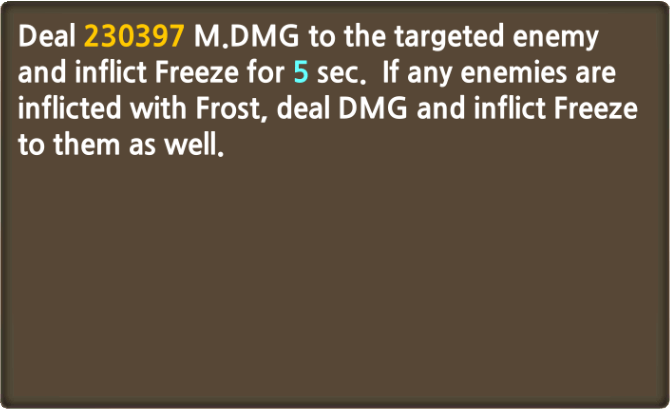 Deal 230397 M.DMG to the targeted enemy
and inflict Freeze for 5 sec.  If any enemies are
inflicted with Frost, deal DMG and inflict Freeze
to them as well.